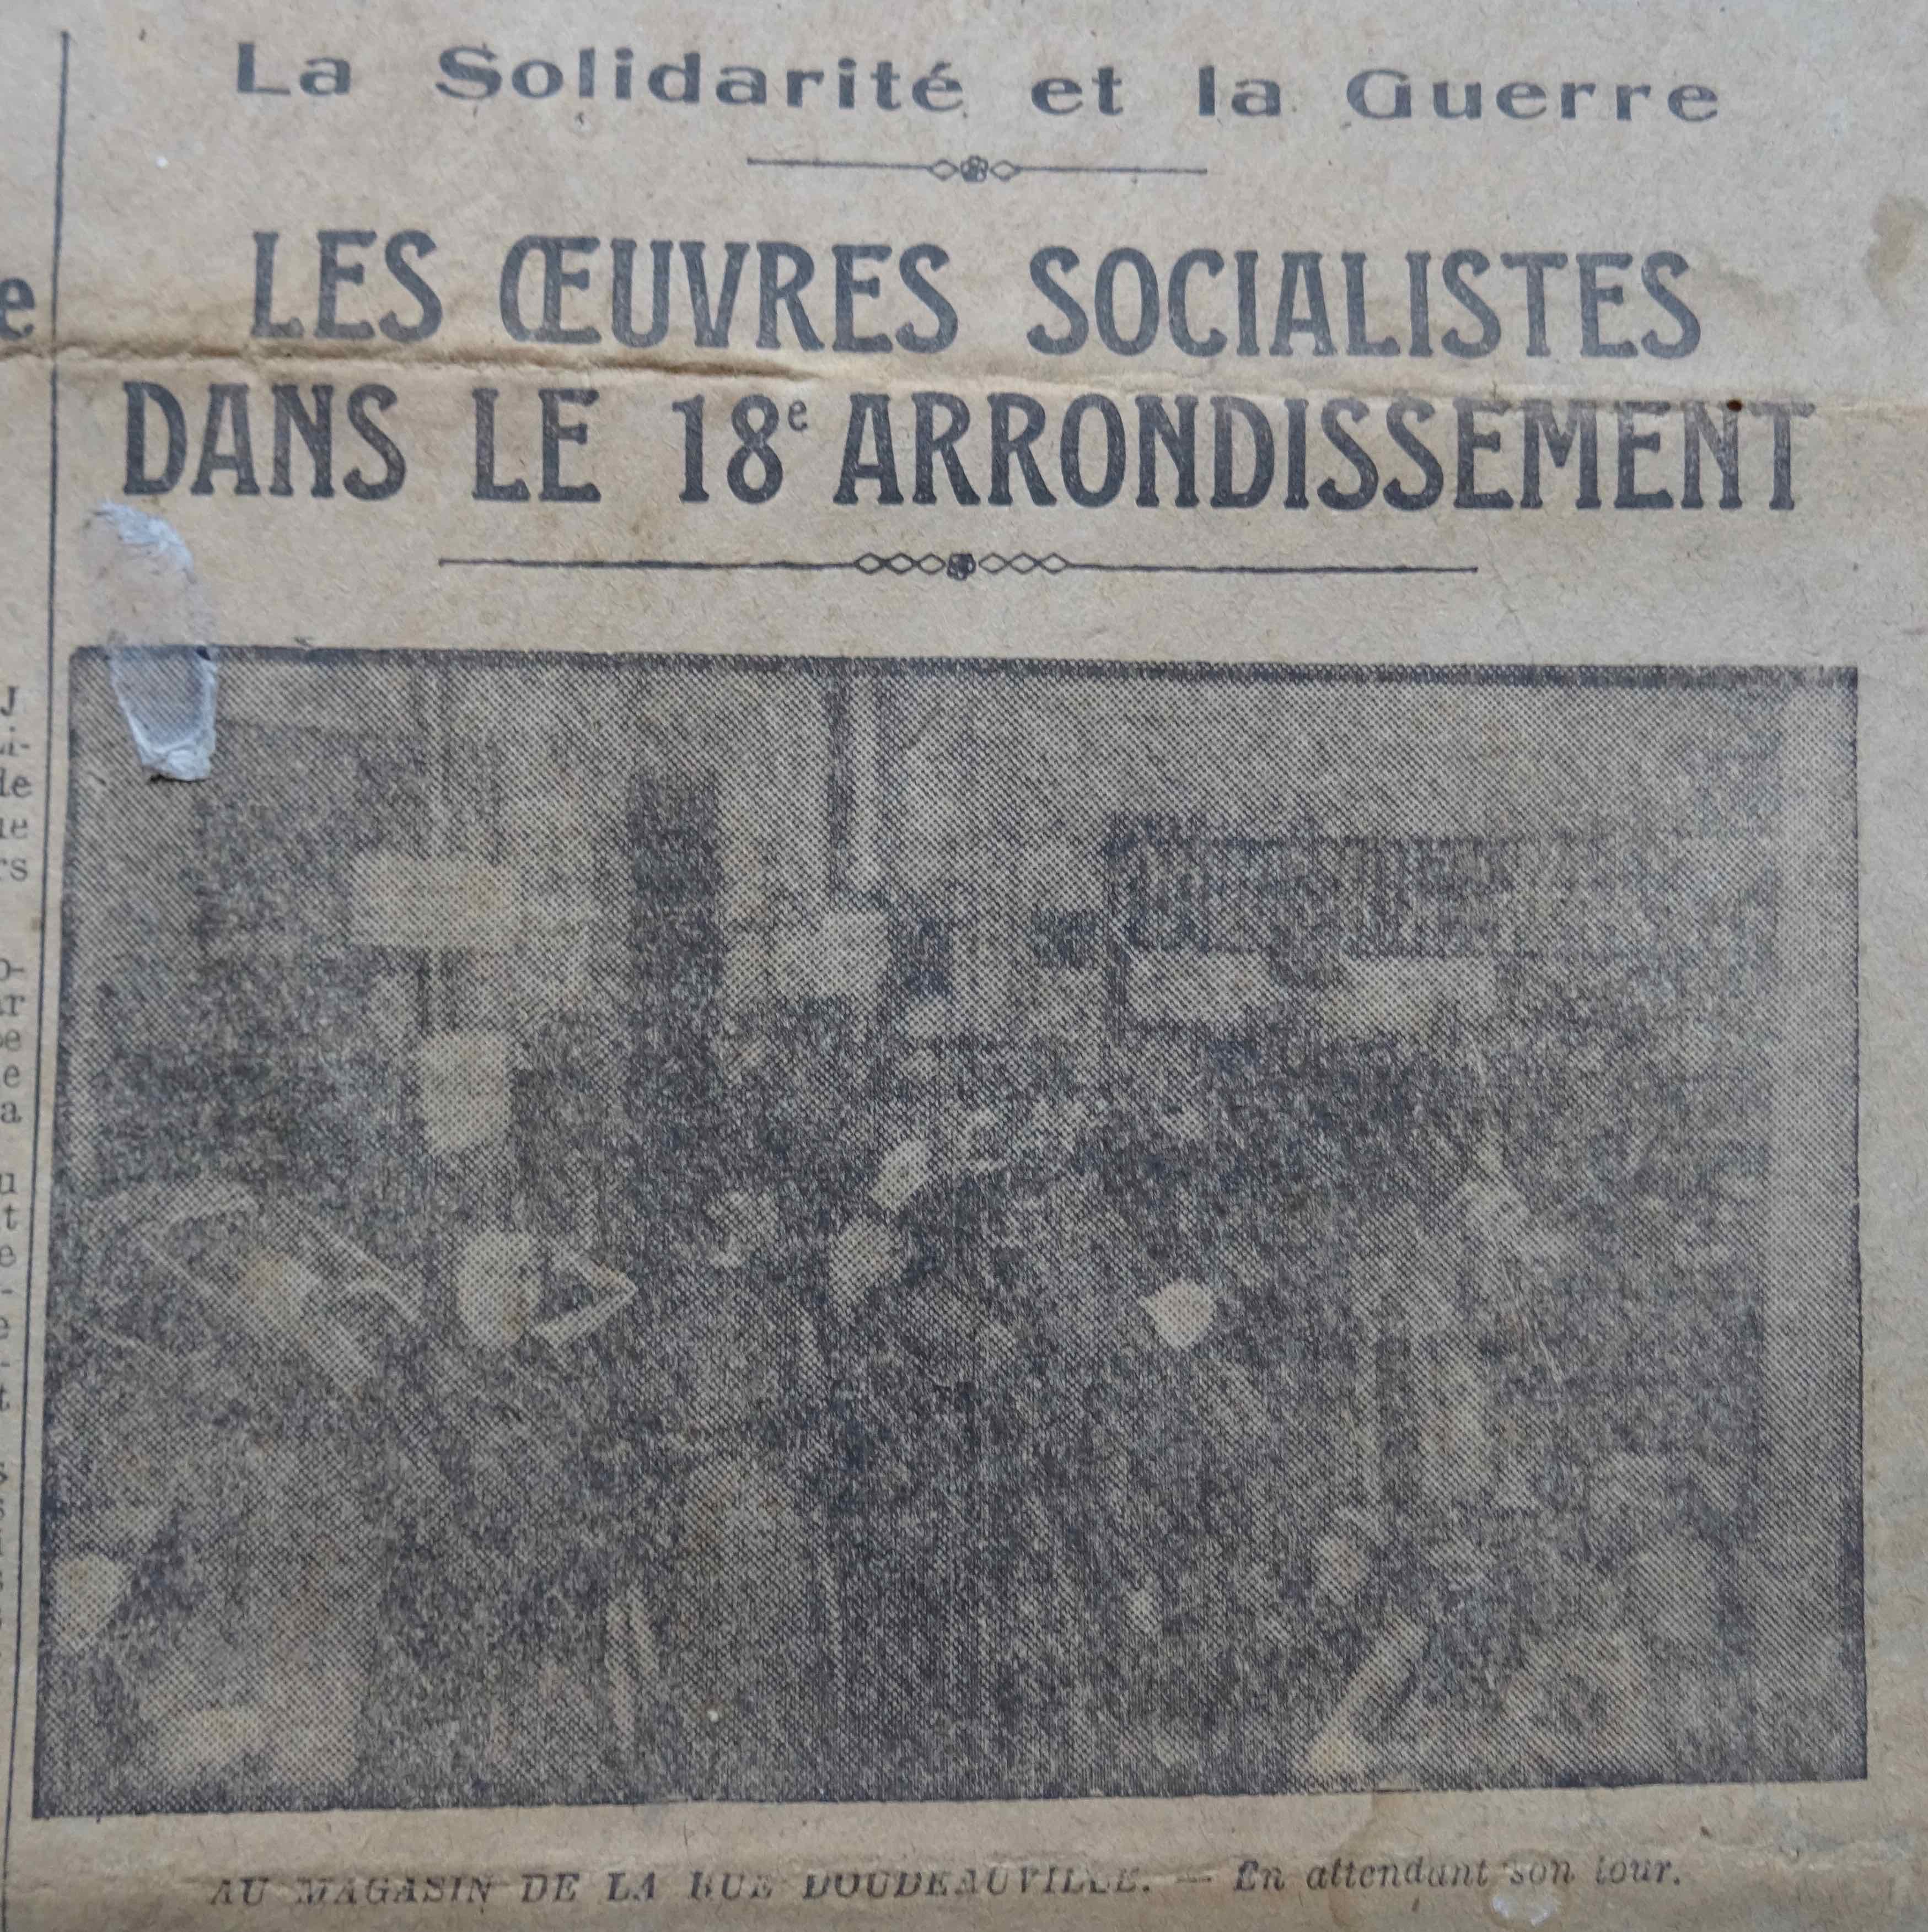 La Solidarité et la Guerre
LES ŒUVRES SOCIALISTES
DANS LE 18e ARRONDISSEMENT
AU MAGASIN DE LA RUE DOUDEAUVILLE. — En attendant son tour.